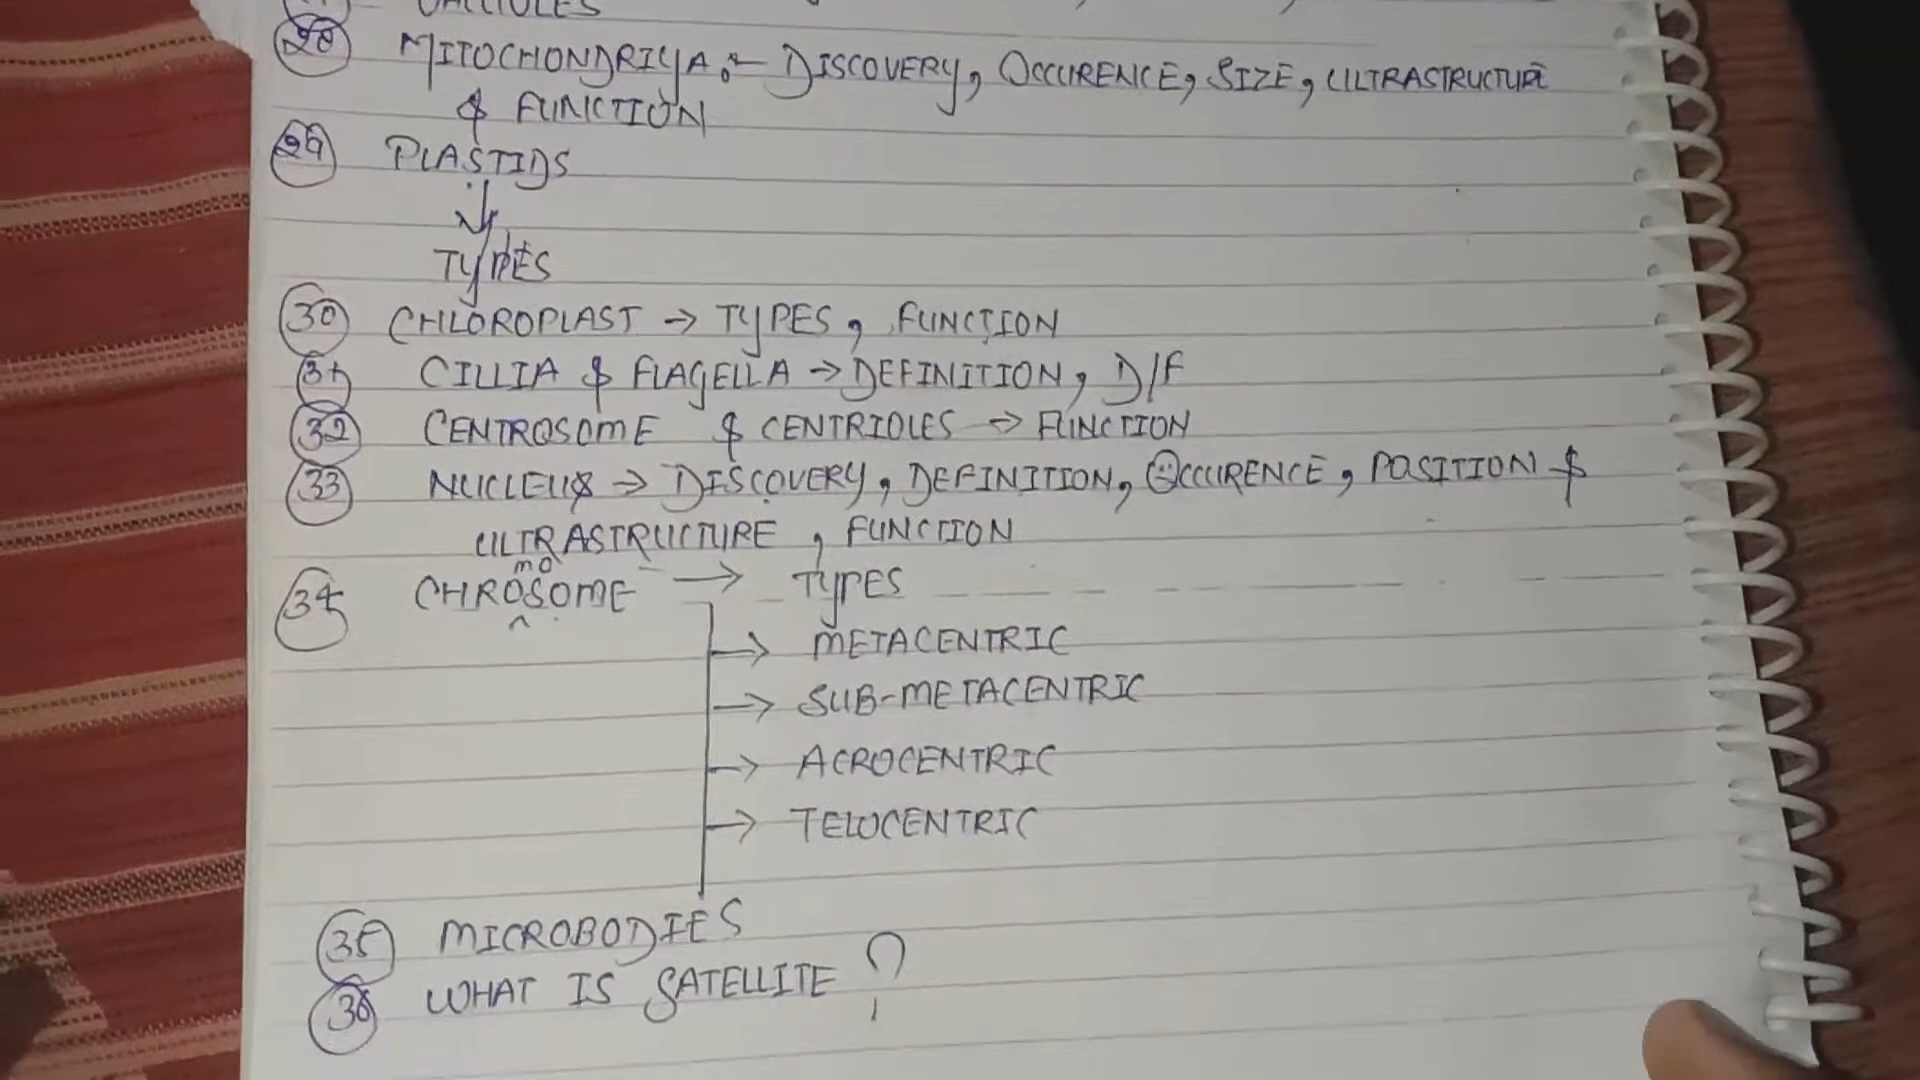 28 MITOCHONDRIYA :- DISCOVERY, OCCURENCE, SIZE, ULTRASTRUCTURE
& FUNCTION
29 PLASTIDS
↓
TYPES
30 CHLOROPLAST → TYPES, FUNCTION
31 CILLIA & FLAGELLA → DEFINITION, D/F
32 CENTROSOME & CENTRIOLES → FUNCTION
33 NUCLEUS → DISCOVERY, DEFINITION, OCCURENCE, POSITION &
ULTRASTRUCTURE, FUNCTION
34 CHROMOSOME → TYPES
→ METACENTRIC
→ SUB-METACENTRIC
→ ACROCENTRIC
→ TELOCENTRIC
35 MICROBODIES
36 WHAT IS SATELLITE ?